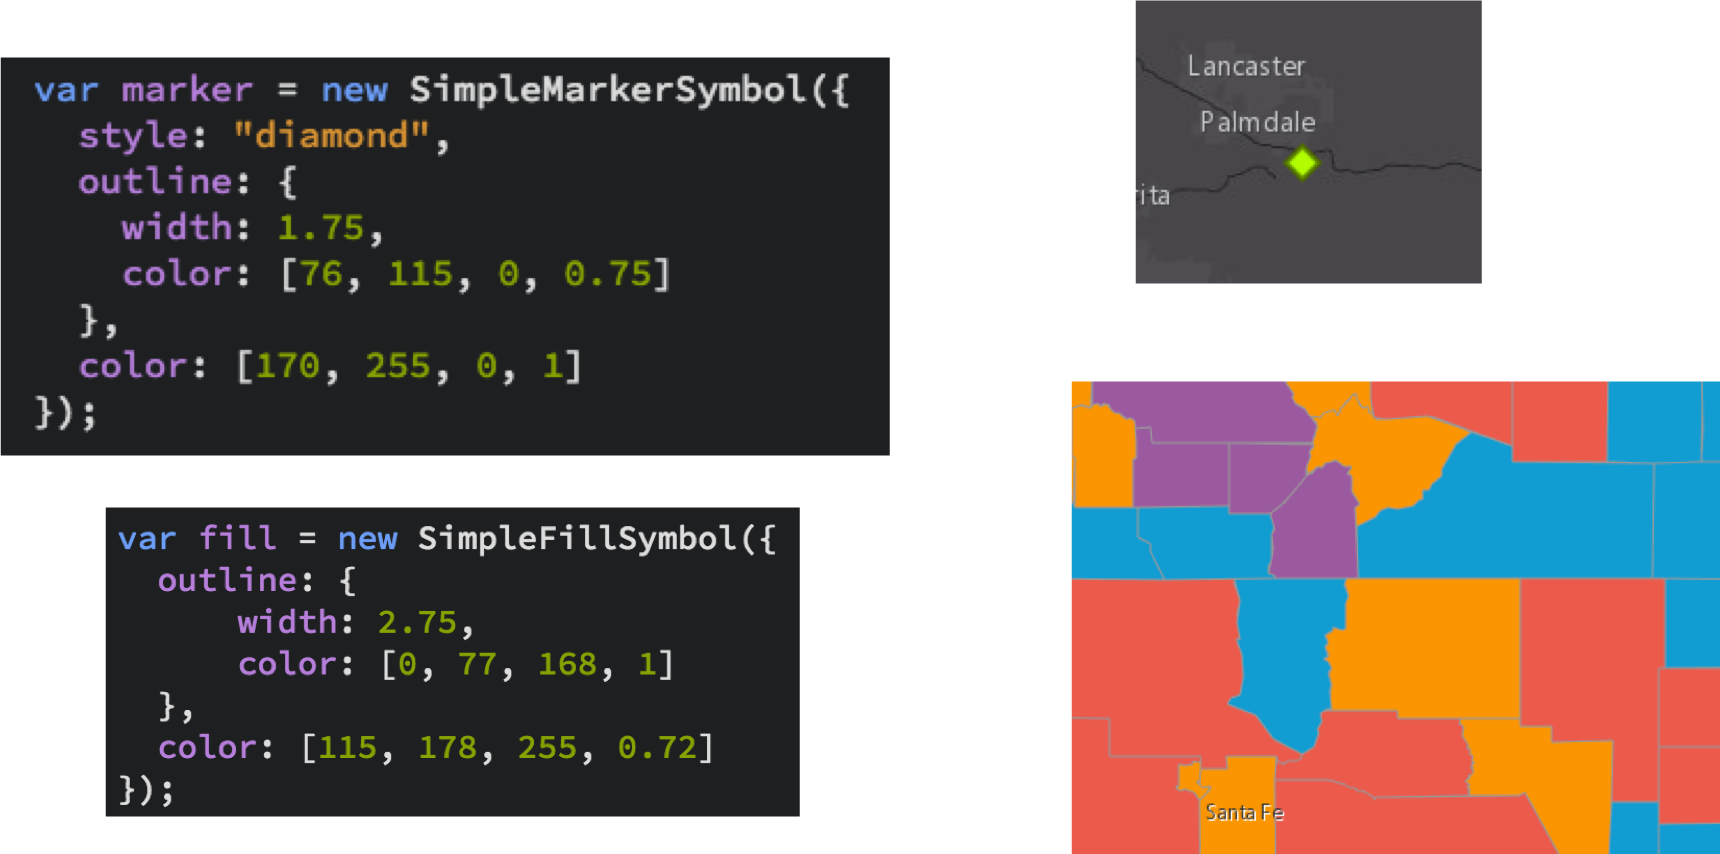 var marker = new SimpleMarkerSymbol({
  style: "diamond",
  outline: {
    width: 1.75,
    color: [76, 115, 0, 0.75]
  },
  color: [170, 255, 0, 1]
});
Lancaster
Palmdale
rita
var fill = new SimpleFillSymbol({
  outline: {
      width: 2.75,
      color: [0, 77, 168, 1]
  },
  color: [115, 178, 255, 0.72]
});
Santa Fe